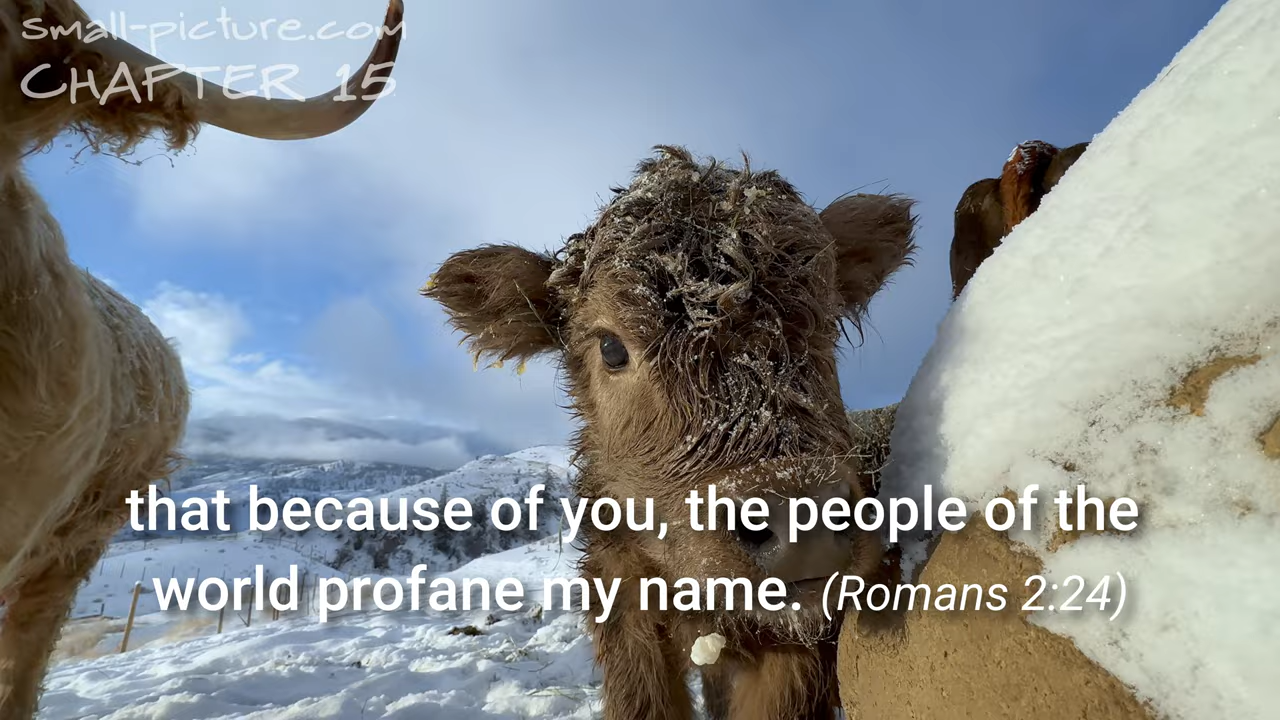 small-picture.com
CHAPTER 15
that because of you, the people of the
world profane my name. (Romans 2:24)